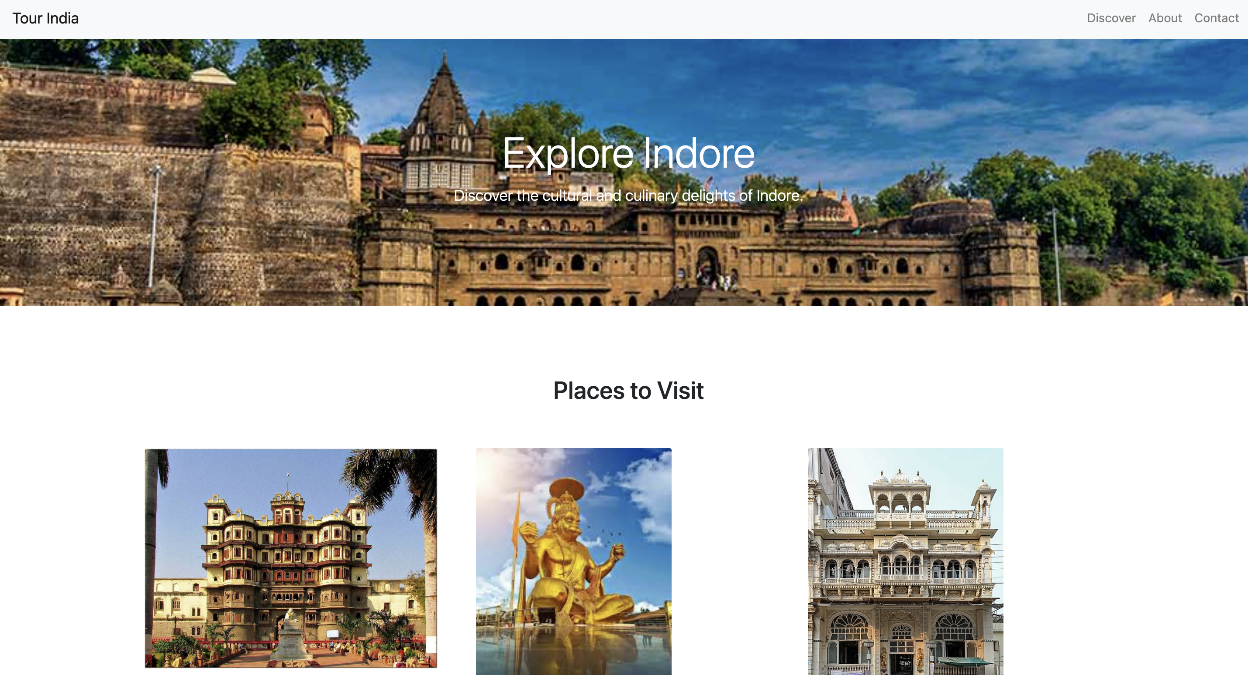 Tour India
Discover About Contact
Explore Indore
Discover the cultural and culinary delights of Indore.
Places to Visit